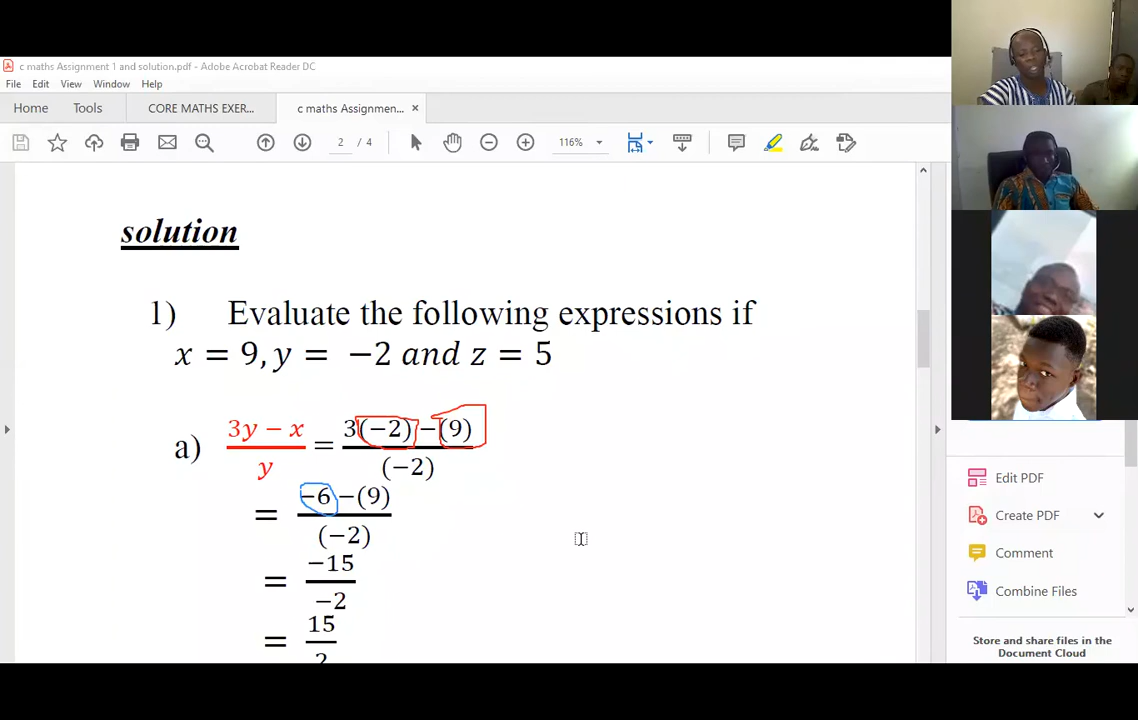 c maths Assignment 1 and solution.pdf - Adobe Acrobat Reader DC
File Edit View Window Help
Home Tools CORE MATHS EXER... c maths Assignmen... ×
2 / 4 116%
solution
1) Evaluate the following expressions if
x = 9, y = −2 and z = 5
a) (3y − x)/y = (3(−2) −(9))/(−2)
= (−6 −(9))/(−2)
= −15/−2
= 15/2
Edit PDF
Create PDF
Comment
Combine Files
Store and share files in the
Document Cloud